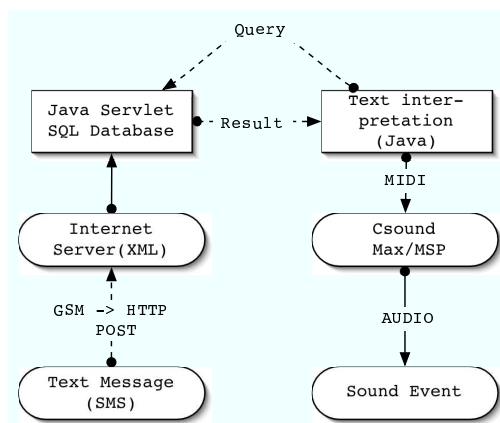 Query
Java Servlet
SQL Database
Result
Text inter-
pretation
(Java)
MIDI
Internet
Server(XML)
Csound
Max/MSP
GSM -> HTTP
POST
AUDIO
Text Message
(SMS)
Sound Event